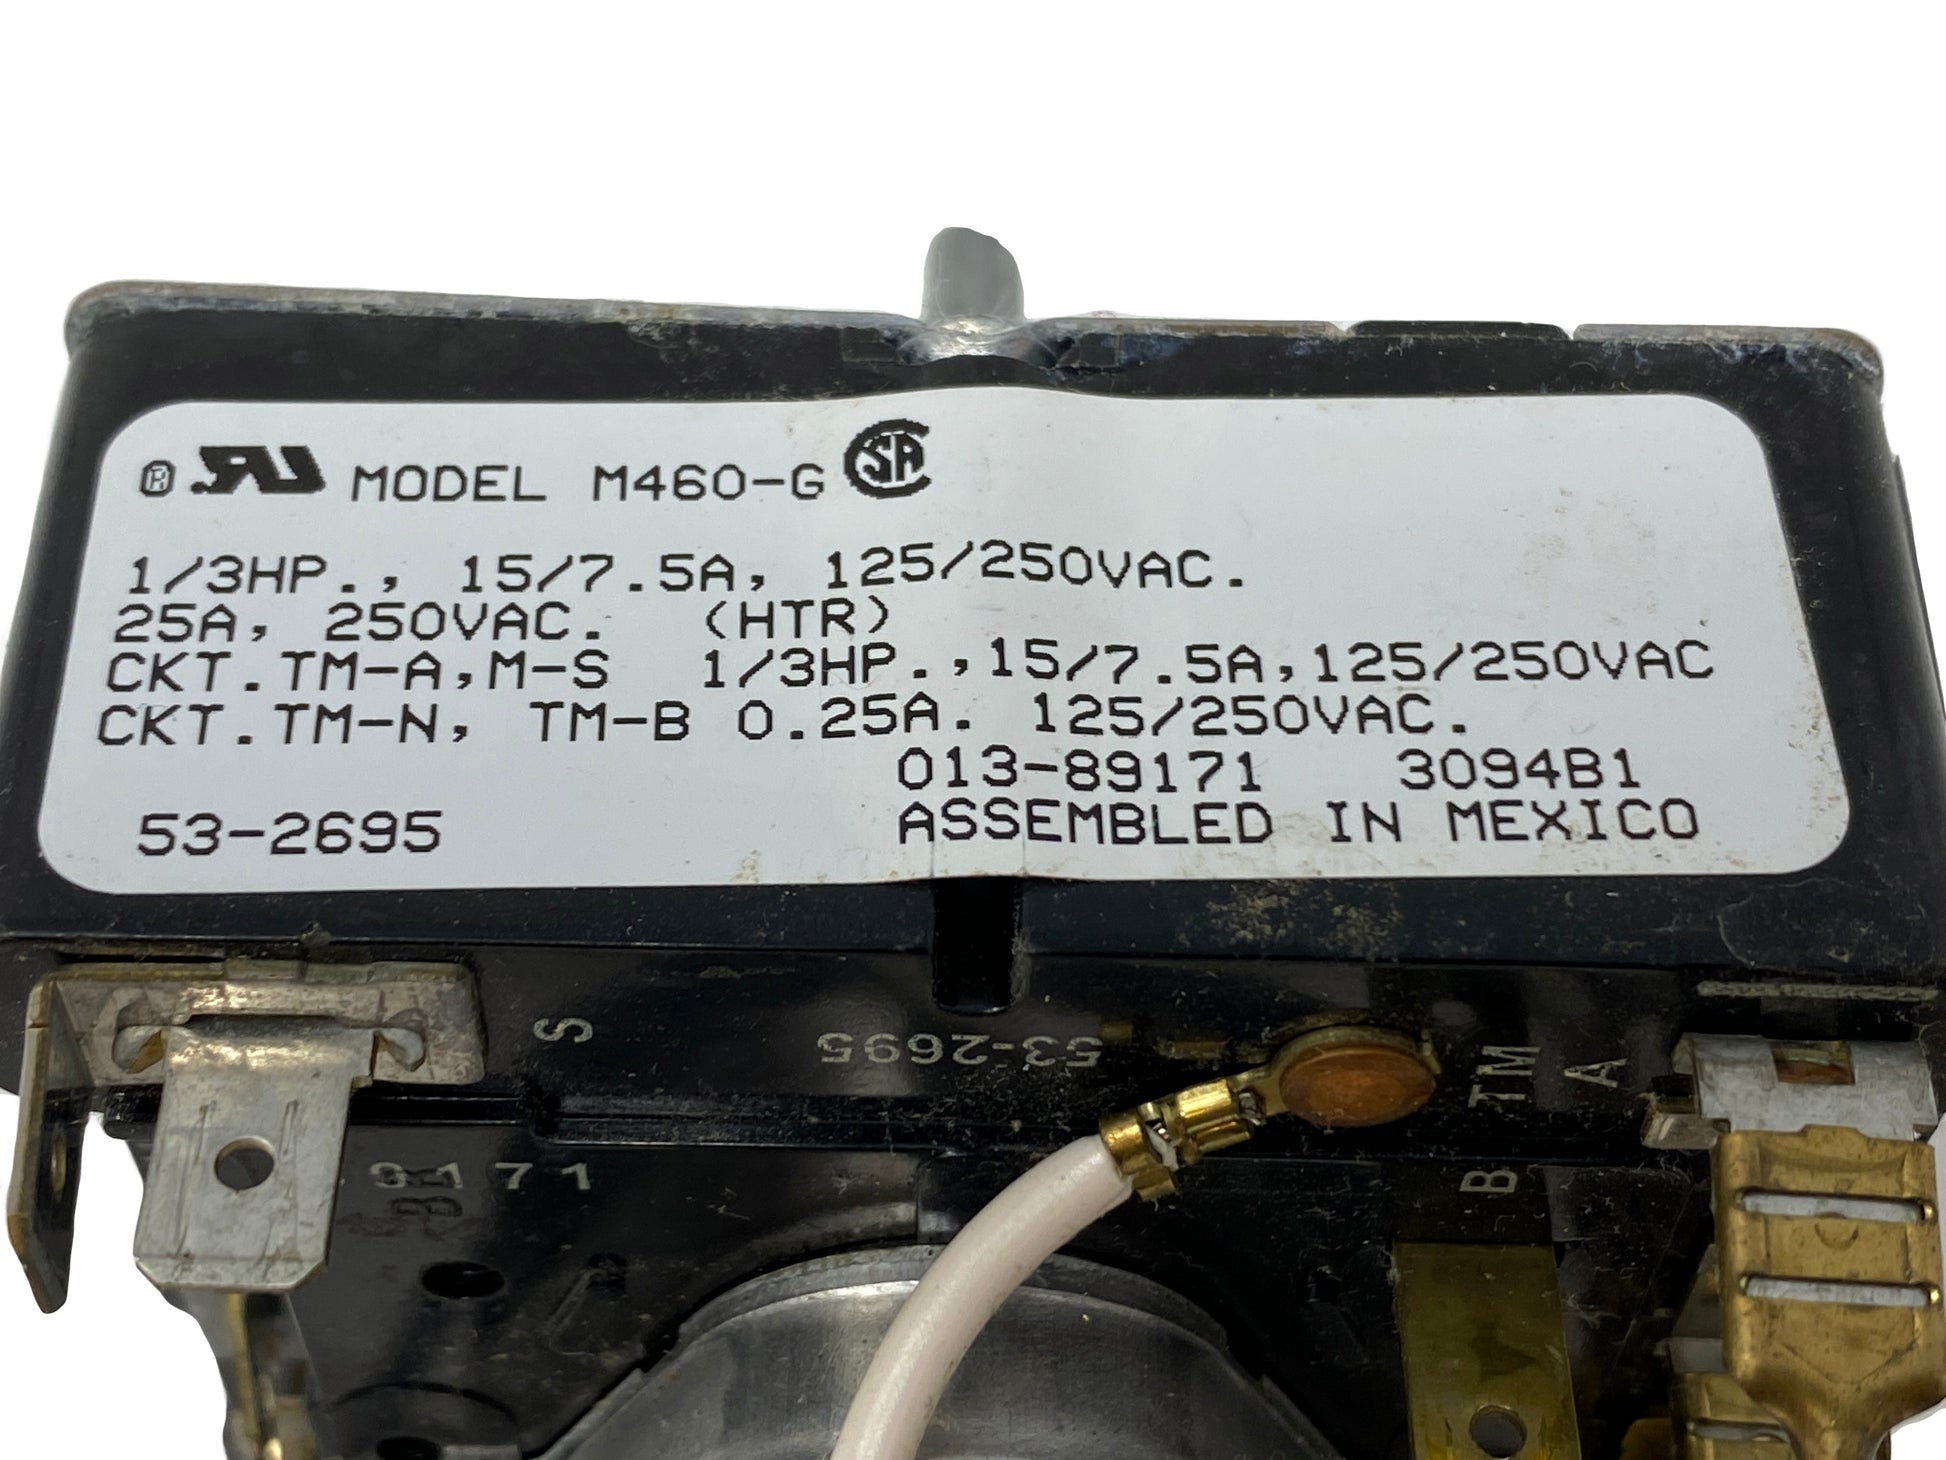 MODEL M460-G
1/3HP., 15/7.5A, 125/250VAC.
25A, 250VAC. (HTR)
CKT.TM-A,M-S 1/3HP.,15/7.5A,125/250VAC
CKT.TM-N, TM-B 0.25A. 125/250VAC.
013-89171 3094B1
53-2695 ASSEMBLED IN MEXICO
S
53-2695
TM
A
B
9171